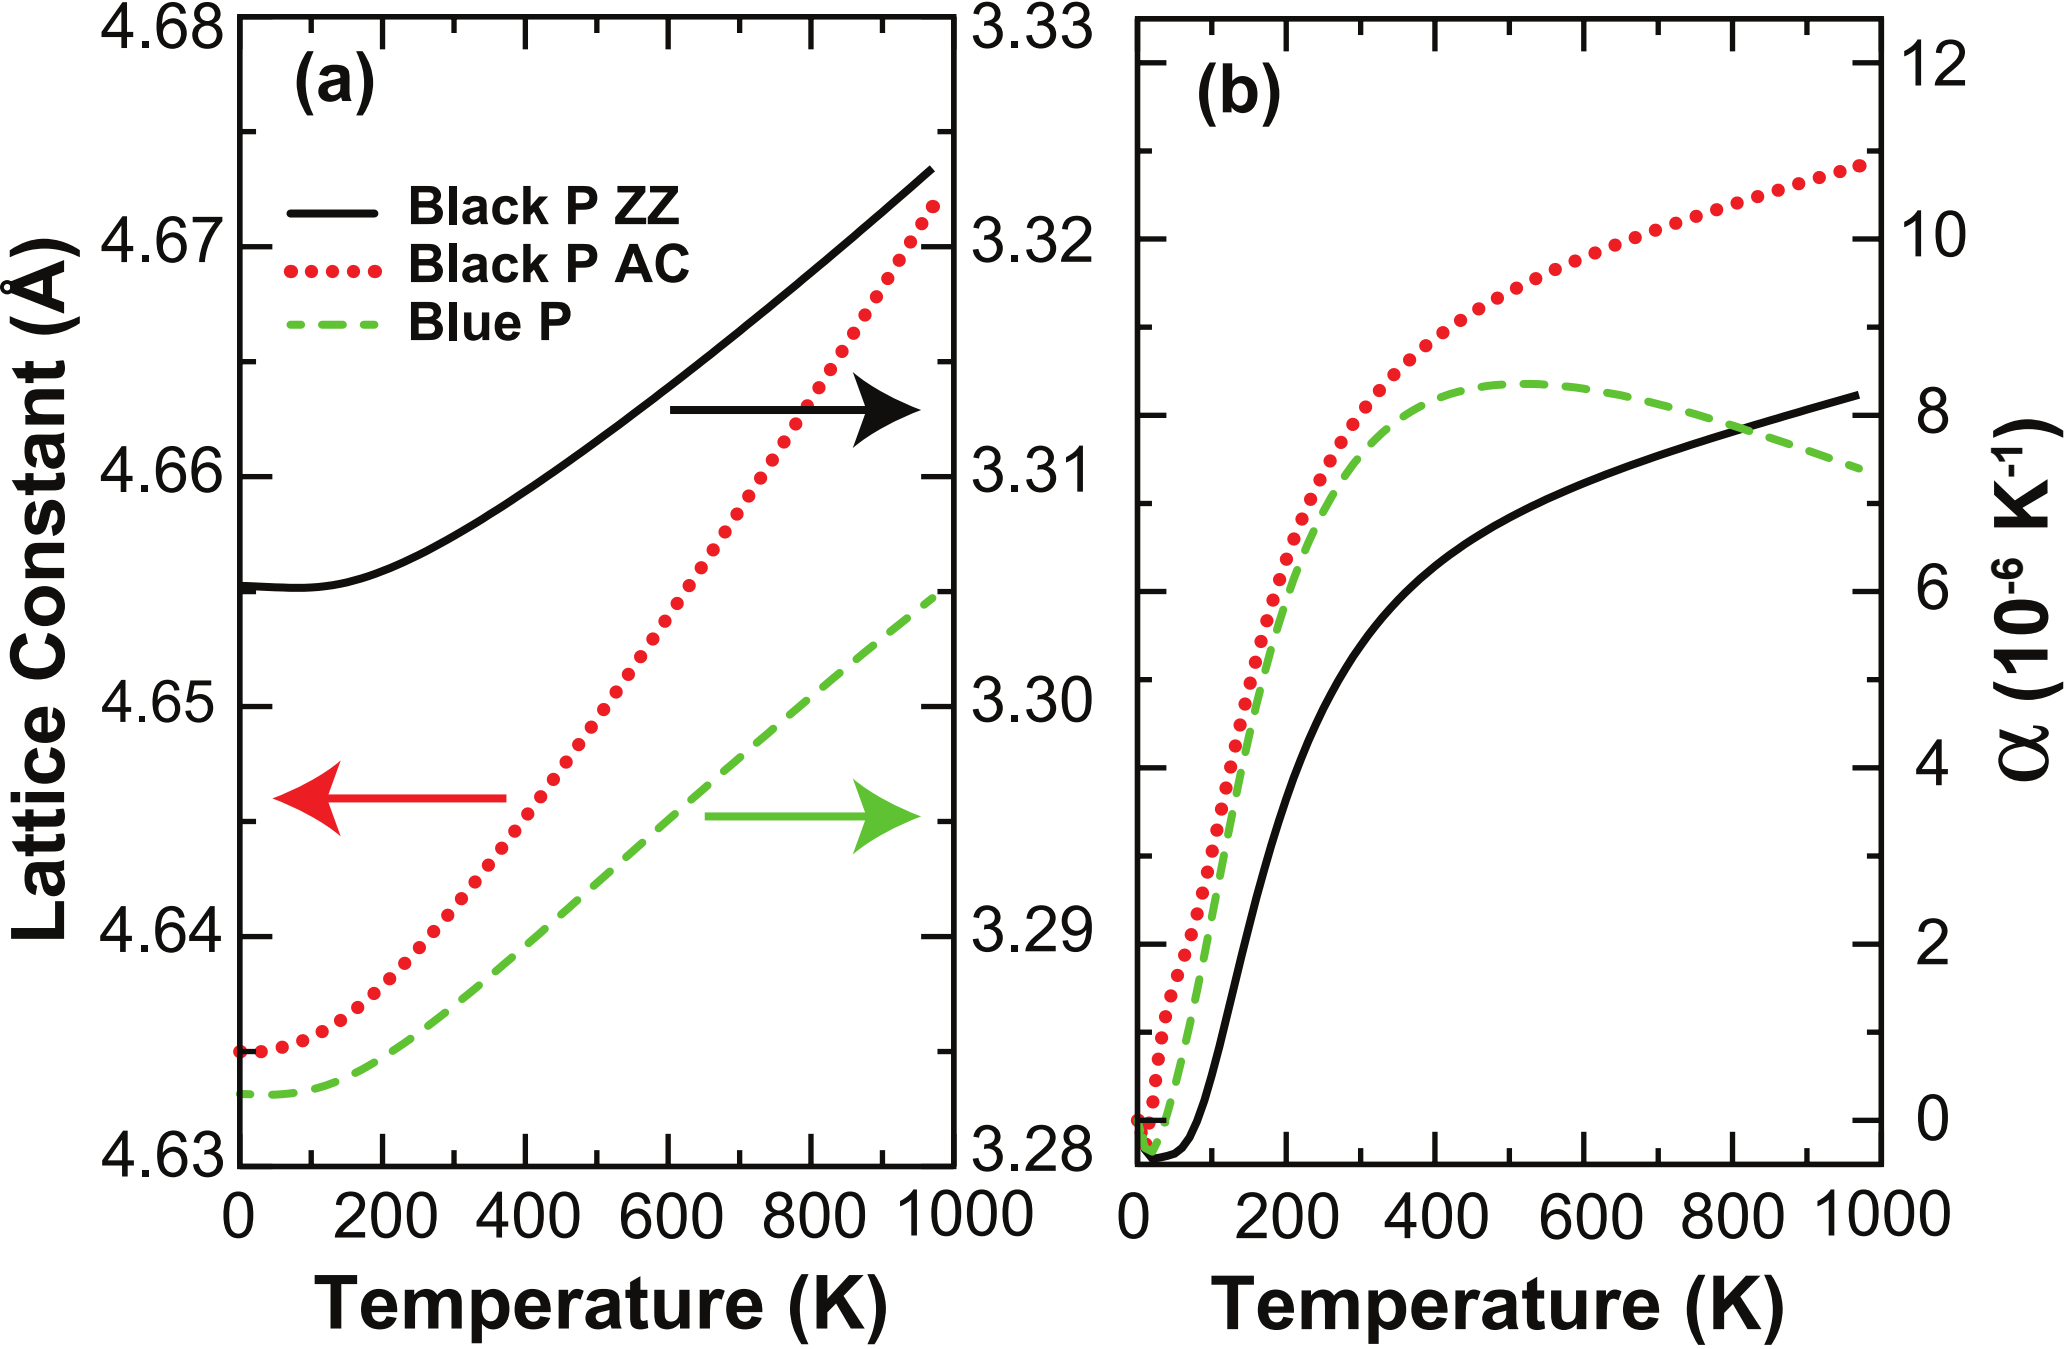 (a)
Black P ZZ
Black P AC
Blue P
Lattice Constant (Å)
4.68
4.67
4.66
4.65
4.64
4.63
3.33
3.32
3.31
3.30
3.29
3.28
0 200 400 600 800 1000
Temperature (K)
(b)
12
10
8
6
4
2
0
α (10⁻⁶ K⁻¹)
0 200 400 600 800 1000
Temperature (K)